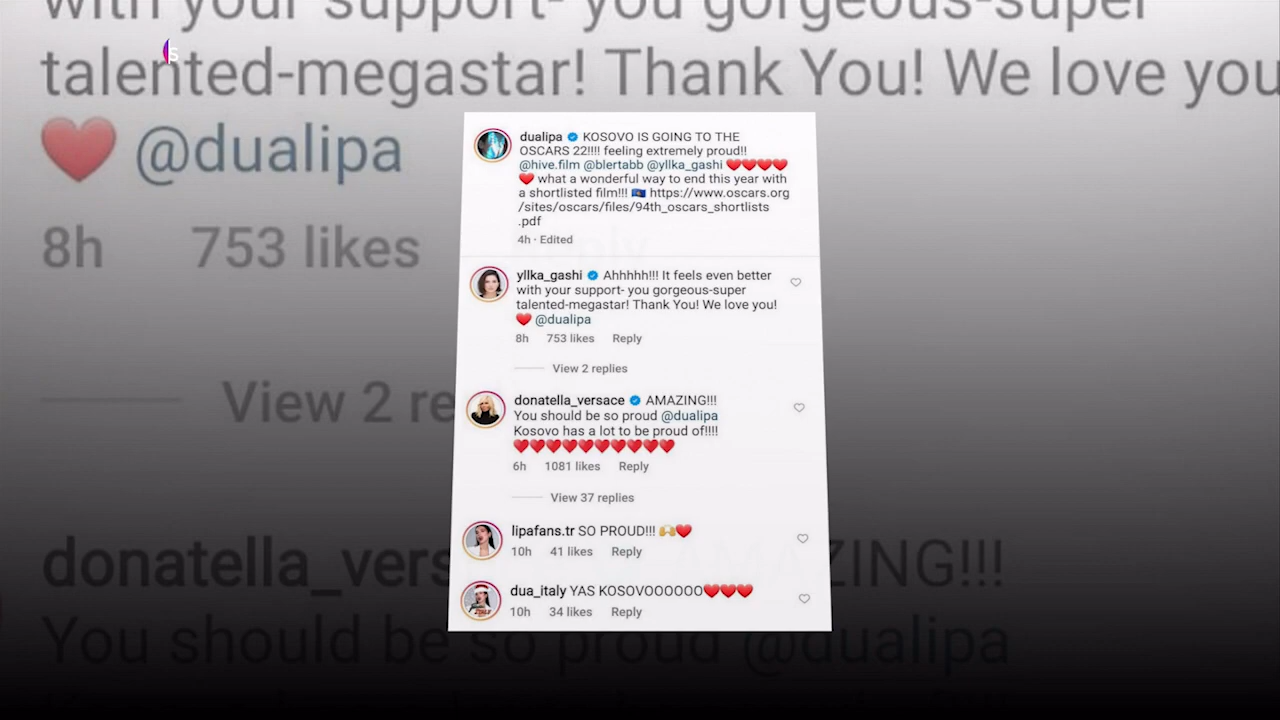 with your support- you gorgeous-super
talented-megastar! Thank You! We love you
❤️ @dualipa
8h 753 likes
View 2 re
donatella_vers
AMAZING!!!
You should be so proud @dualipa
S
dualipa KOSOVO IS GOING TO THE
OSCARS 22!!!! feeling extremely proud!!
@hive.film @blertabb @yllka_gashi ❤️❤️❤️❤️
❤️ what a wonderful way to end this year with
a shortlisted film!!! 🇽🇰 https://www.oscars.org
/sites/oscars/files/94th_oscars_shortlists
.pdf
4h · Edited
yllka_gashi Ahhhhh!!! It feels even better
with your support- you gorgeous-super
talented-megastar! Thank You! We love you!
❤️ @dualipa
8h 753 likes Reply
View 2 replies
donatella_versace AMAZING!!!
You should be so proud @dualipa
Kosovo has a lot to be proud of!!!!
❤️❤️❤️❤️❤️❤️❤️❤️❤️❤️
6h 1081 likes Reply
View 37 replies
lipafans.tr SO PROUD!!! 🙌🏼❤️
10h 41 likes Reply
dua_italy YAS KOSOVOOOOOO❤️❤️❤️
10h 34 likes Reply